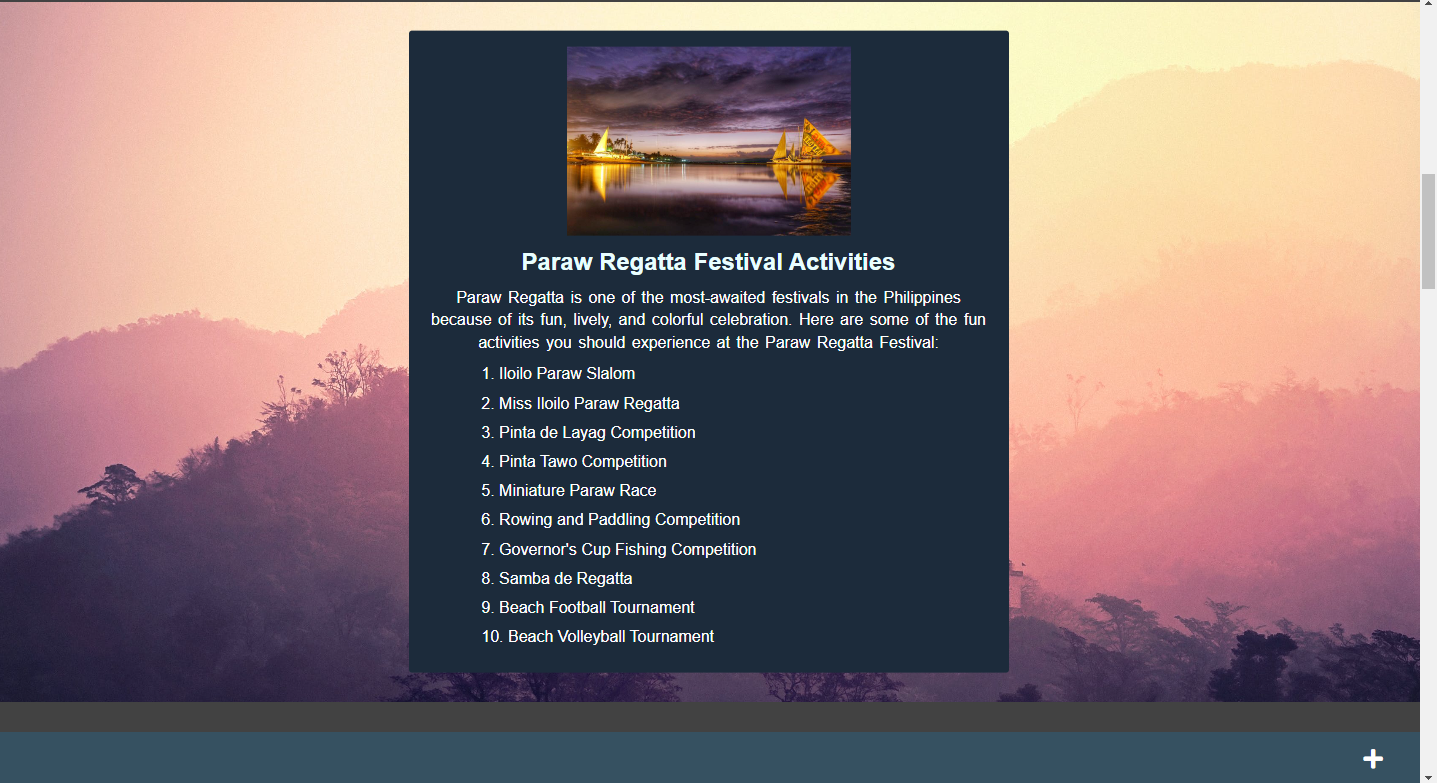 Paraw Regatta Festival Activities
Paraw Regatta is one of the most-awaited festivals in the Philippines
because of its fun, lively, and colorful celebration. Here are some of the fun
activities you should experience at the Paraw Regatta Festival:
1. Iloilo Paraw Slalom
2. Miss Iloilo Paraw Regatta
3. Pinta de Layag Competition
4. Pinta Tawo Competition
5. Miniature Paraw Race
6. Rowing and Paddling Competition
7. Governor's Cup Fishing Competition
8. Samba de Regatta
9. Beach Football Tournament
10. Beach Volleyball Tournament